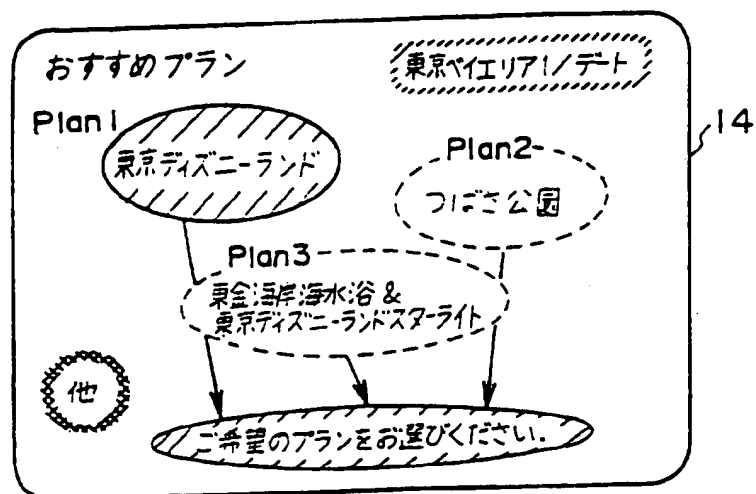 おすすめプラン
東京ベイエリア1/デート
Plan1
東京ディズニーランド
14
Plan2
つばさ公園
Plan3
東金海岸海水浴&
東京ディズニーランドスターライト
他
ご希望のプランをお選びください.